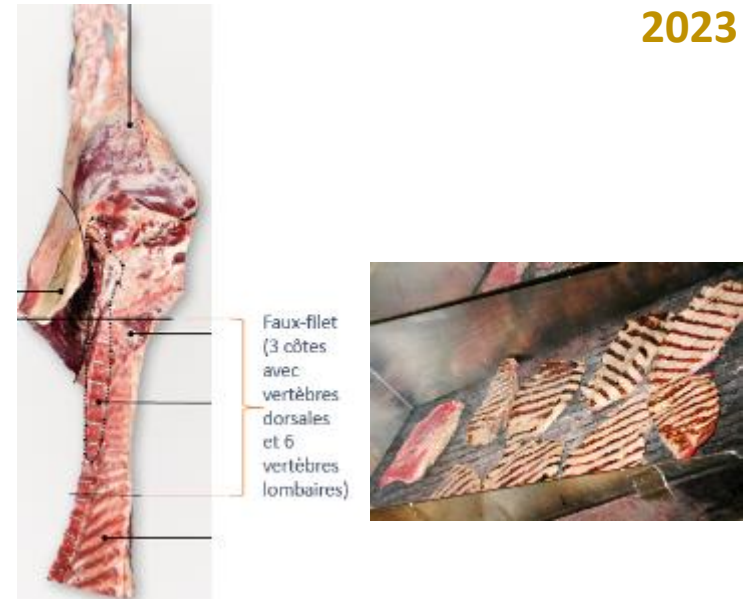 2023
Faux-filet
(3 côtes
avec
vertèbres
dorsales
et 6
vertèbres
lombaires)